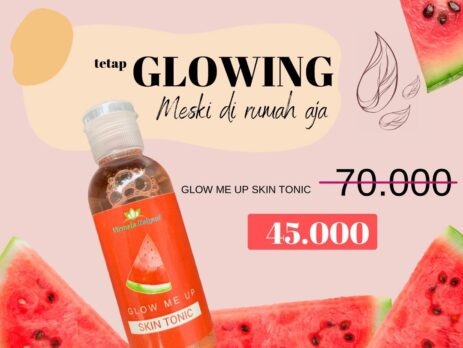 tetap GLOWING
Meski di rumah aja
GLOW ME UP SKIN TONIC 70.000
45.000
GLOW ME UP
SKIN TONIC